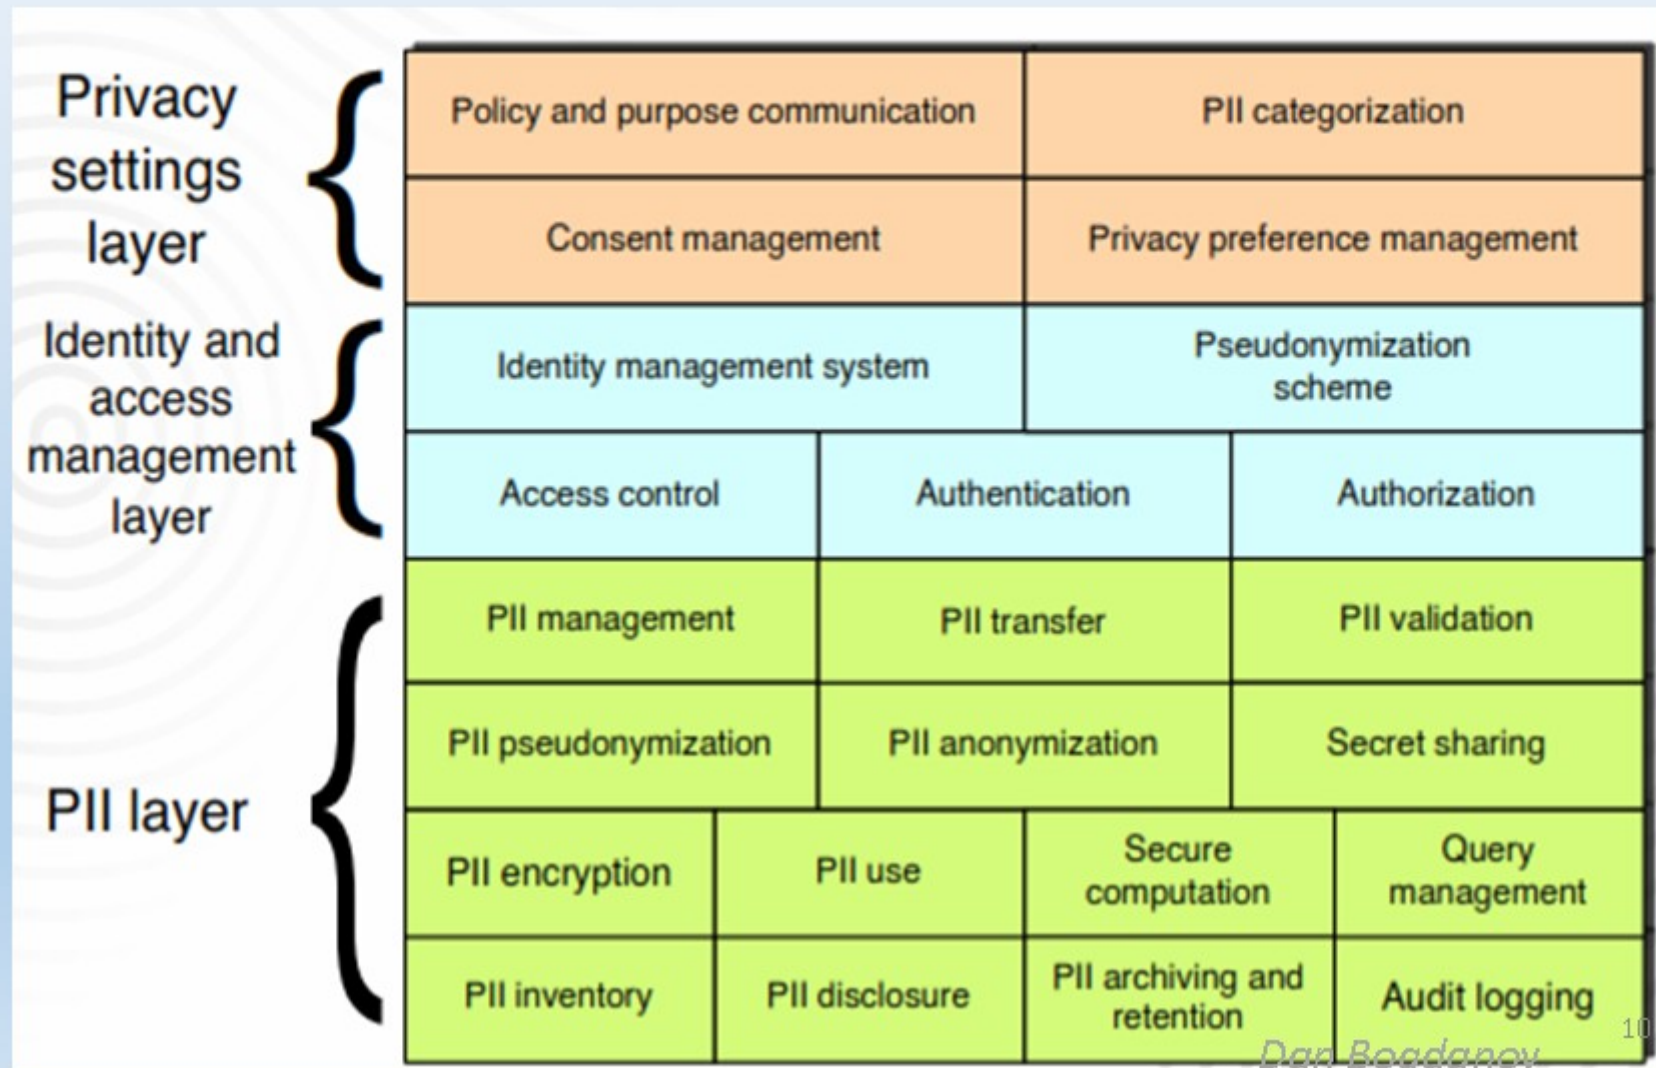 Privacy
settings
layer
Policy and purpose communication
PII categorization
Consent management
Privacy preference management
Identity and
access
management
layer
Identity management system
Pseudonymization
scheme
Access control
Authentication
Authorization
PII layer
PII management
PII transfer
PII validation
PII pseudonymization
PII anonymization
Secret sharing
PII encryption
PII use
Secure
computation
Query
management
PII inventory
PII disclosure
PII archiving and
retention
Audit logging
10
Dan Bogdanov